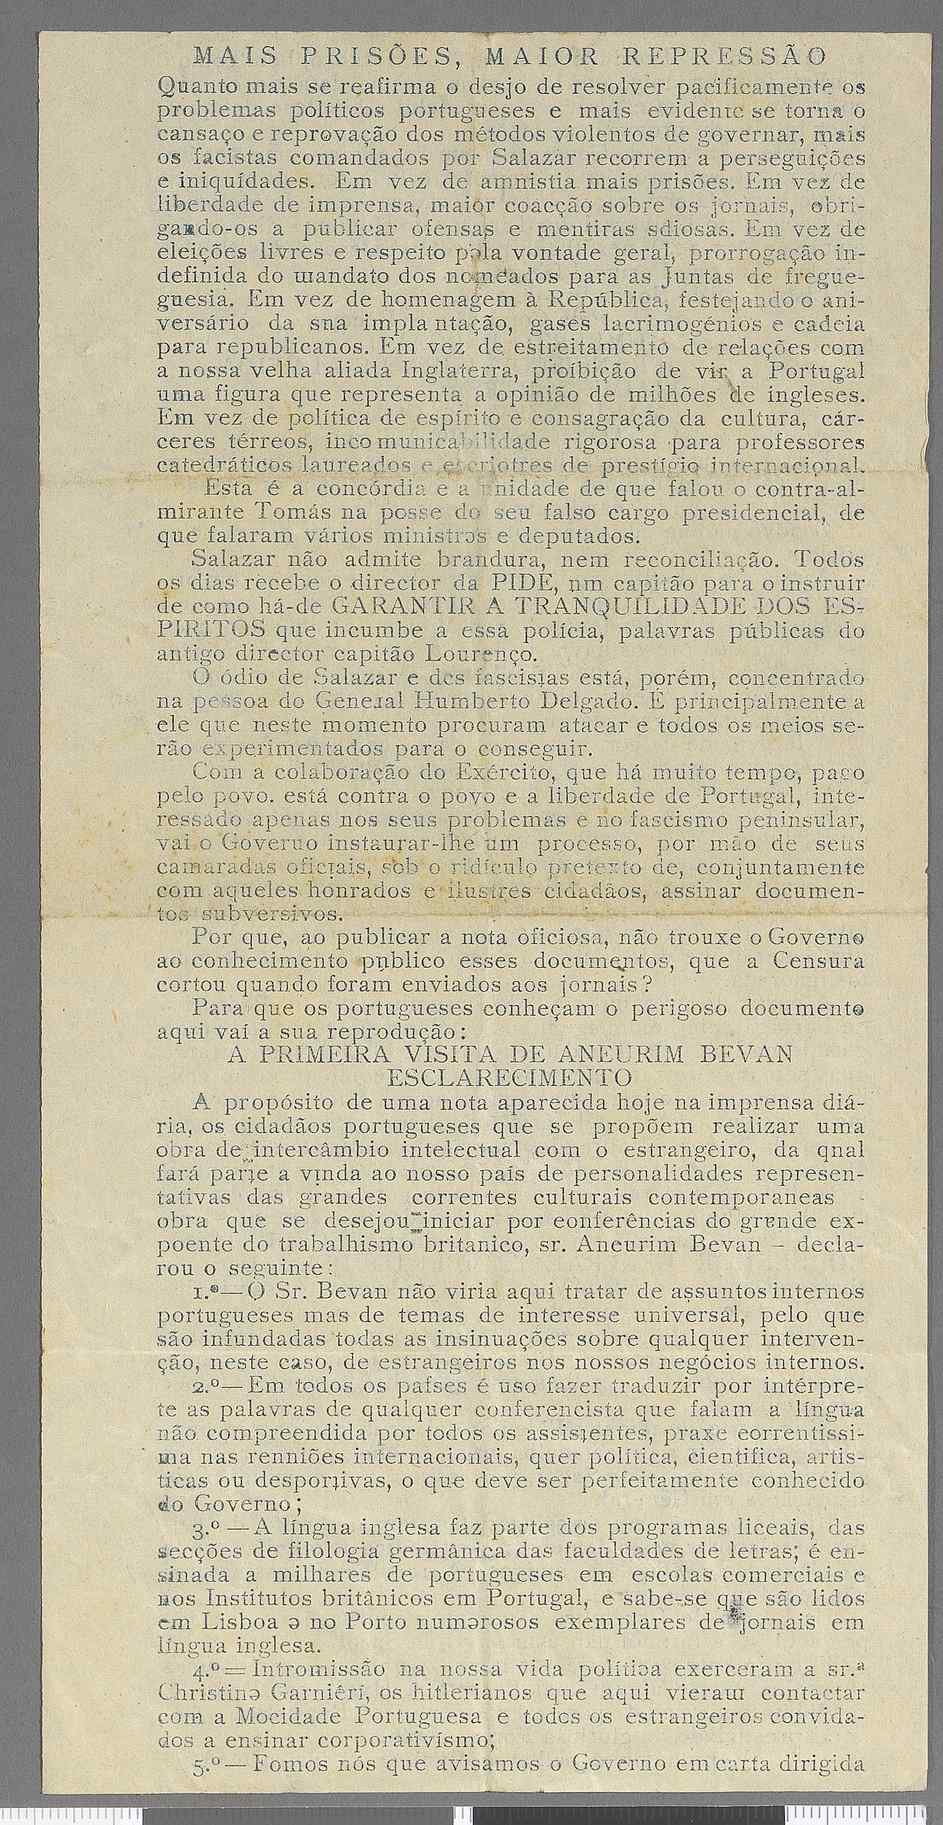 MAIS PRISÕES, MAIOR REPRESSÃO
Quanto mais se reafirma o desjo de resolver pacificamente os
problemas políticos portugueses e mais evidente se torna o
cansaço e reprovação dos métodos violentos de governar, mais
os facistas comandados por Salazar recorrem a perseguições
e iniquídades. Em vez de amnistia mais prisões. Em vez de
liberdade de imprensa, maior coacção sobre os jornais, obri-
gando-os a publicar ofensas e mentiras sdiosas. Em vez de
eleições livres e respeito pala vontade geral, prorrogação in-
definida do mandato dos nomeados para as Juntas de fregue-
guesia. Em vez de homenagem à República, festejando o ani-
versário da sna impla ntação, gases lacrimogénios e cadeia
para republicanos. Em vez de estreitamento de relações com
a nossa velha aliada Inglaterra, proíbição de vir a Portugal
uma figura que representa a opinião de milhões de ingleses.
Em vez de política de espírito e consagração da cultura, cár-
ceres térreos, inco municabilidade rigorosa para professores
catedráticos laureados e escriotres de prestígio internacional.
Esta é a concórdia e a unidade de que falou o contra-al-
mirante Tomás na posse do seu falso cargo presidencial, de
que falaram vários ministros e deputados.
Salazar não admite brandura, nem reconciliação. Todos
os dias recebe o director da PIDE, um capitão para o instruir
de como há-de GARANTIR A TRANQUILIDADE DOS ES-
PIRITOS que incumbe a essa polícia, palavras públicas do
antigo director capitão Lourenço.
O ódio de Salazar e dcs fascistas está, porém, concentrado
na pessoa do General Humberto Delgado. E principalmente a
ele que neste momento procuram atacar e todos os meios se-
rão experimentados para o conseguir.
Com a colaboração do Exército, que há muito tempo, pago
pelo povo. está contra o povo e a liberdade de Portugal, inte-
ressado apenas nos seus problemas e no fascismo peninsular,
vai o Governo instaurar-lhe um processo, por mão de seus
camaradas oficiais, sob o ridículo pretexto de, conjuntamente
com aqueles honrados e ilustres cidadãos, assinar documen-
tos subversivos.
Por que, ao publicar a nota oficiosa, não trouxe o Governo
ao conhecimento publico esses documentos, que a Censura
cortou quando foram enviados aos jornais?
Para que os portugueses conheçam o perigoso documento
aqui vaí a sua reprodução:
A PRIMEIRA VISITA DE ANEURIM BEVAN
ESCLARECIMENTO
A propósito de uma nota aparecida hoje na imprensa diá-
ria, os cidadãos portugueses que se propõem realizar uma
obra de intercâmbio intelectual com o estrangeiro, da qnal
fará parte a vinda ao nosso país de personalidades represen-
tativas das grandes correntes culturais contemporaneas -
obra que se desejou iniciar por eonferências do grande ex-
poente do trabalhismo britanico, sr. Aneurim Bevan – decla-
rou o seguinte:
1.º—O Sr. Bevan não viria aqui tratar de assuntos internos
portugueses mas de temas de interesse universal, pelo que
são infundadas todas as insinuações sobre qualquer interven-
ção, neste caso, de estrangeiros nos nossos negócios internos.
2.º—Em todos os países é uso fazer traduzir por intérpre-
te as palavras de qualquer conferencista que falam a língua
não compreendida por todos os assistentes, praxe eorrentissi-
ma nas renniões internacionais, quer política, cientifica, artis-
ticas ou desportivas, o que deve ser perfeitamente conhecido
do Governo;
3.º —A língua inglesa faz parte dos programas liceais, das
secções de filologia germânica das faculdades de letras; é en-
sinada a milhares de portugueses em escolas comerciais e
nos Institutos britânicos em Portugal, e sabe-se que são lidos
em Lisboa ə no Porto numərosos exemplares de jornais em
língua inglesa.
4.º = Intromissão na nossa vida polítiɔa exerceram a sr.ª
Christinə Garniérí, os hitlerianos que aqui vieram contactar
com a Mocidade Portuguesa e todcs os estrangeiros convida-
dos a ensinar corporativísmo;
5.º—Fomos nós que avisamos o Governo em carta dirigida